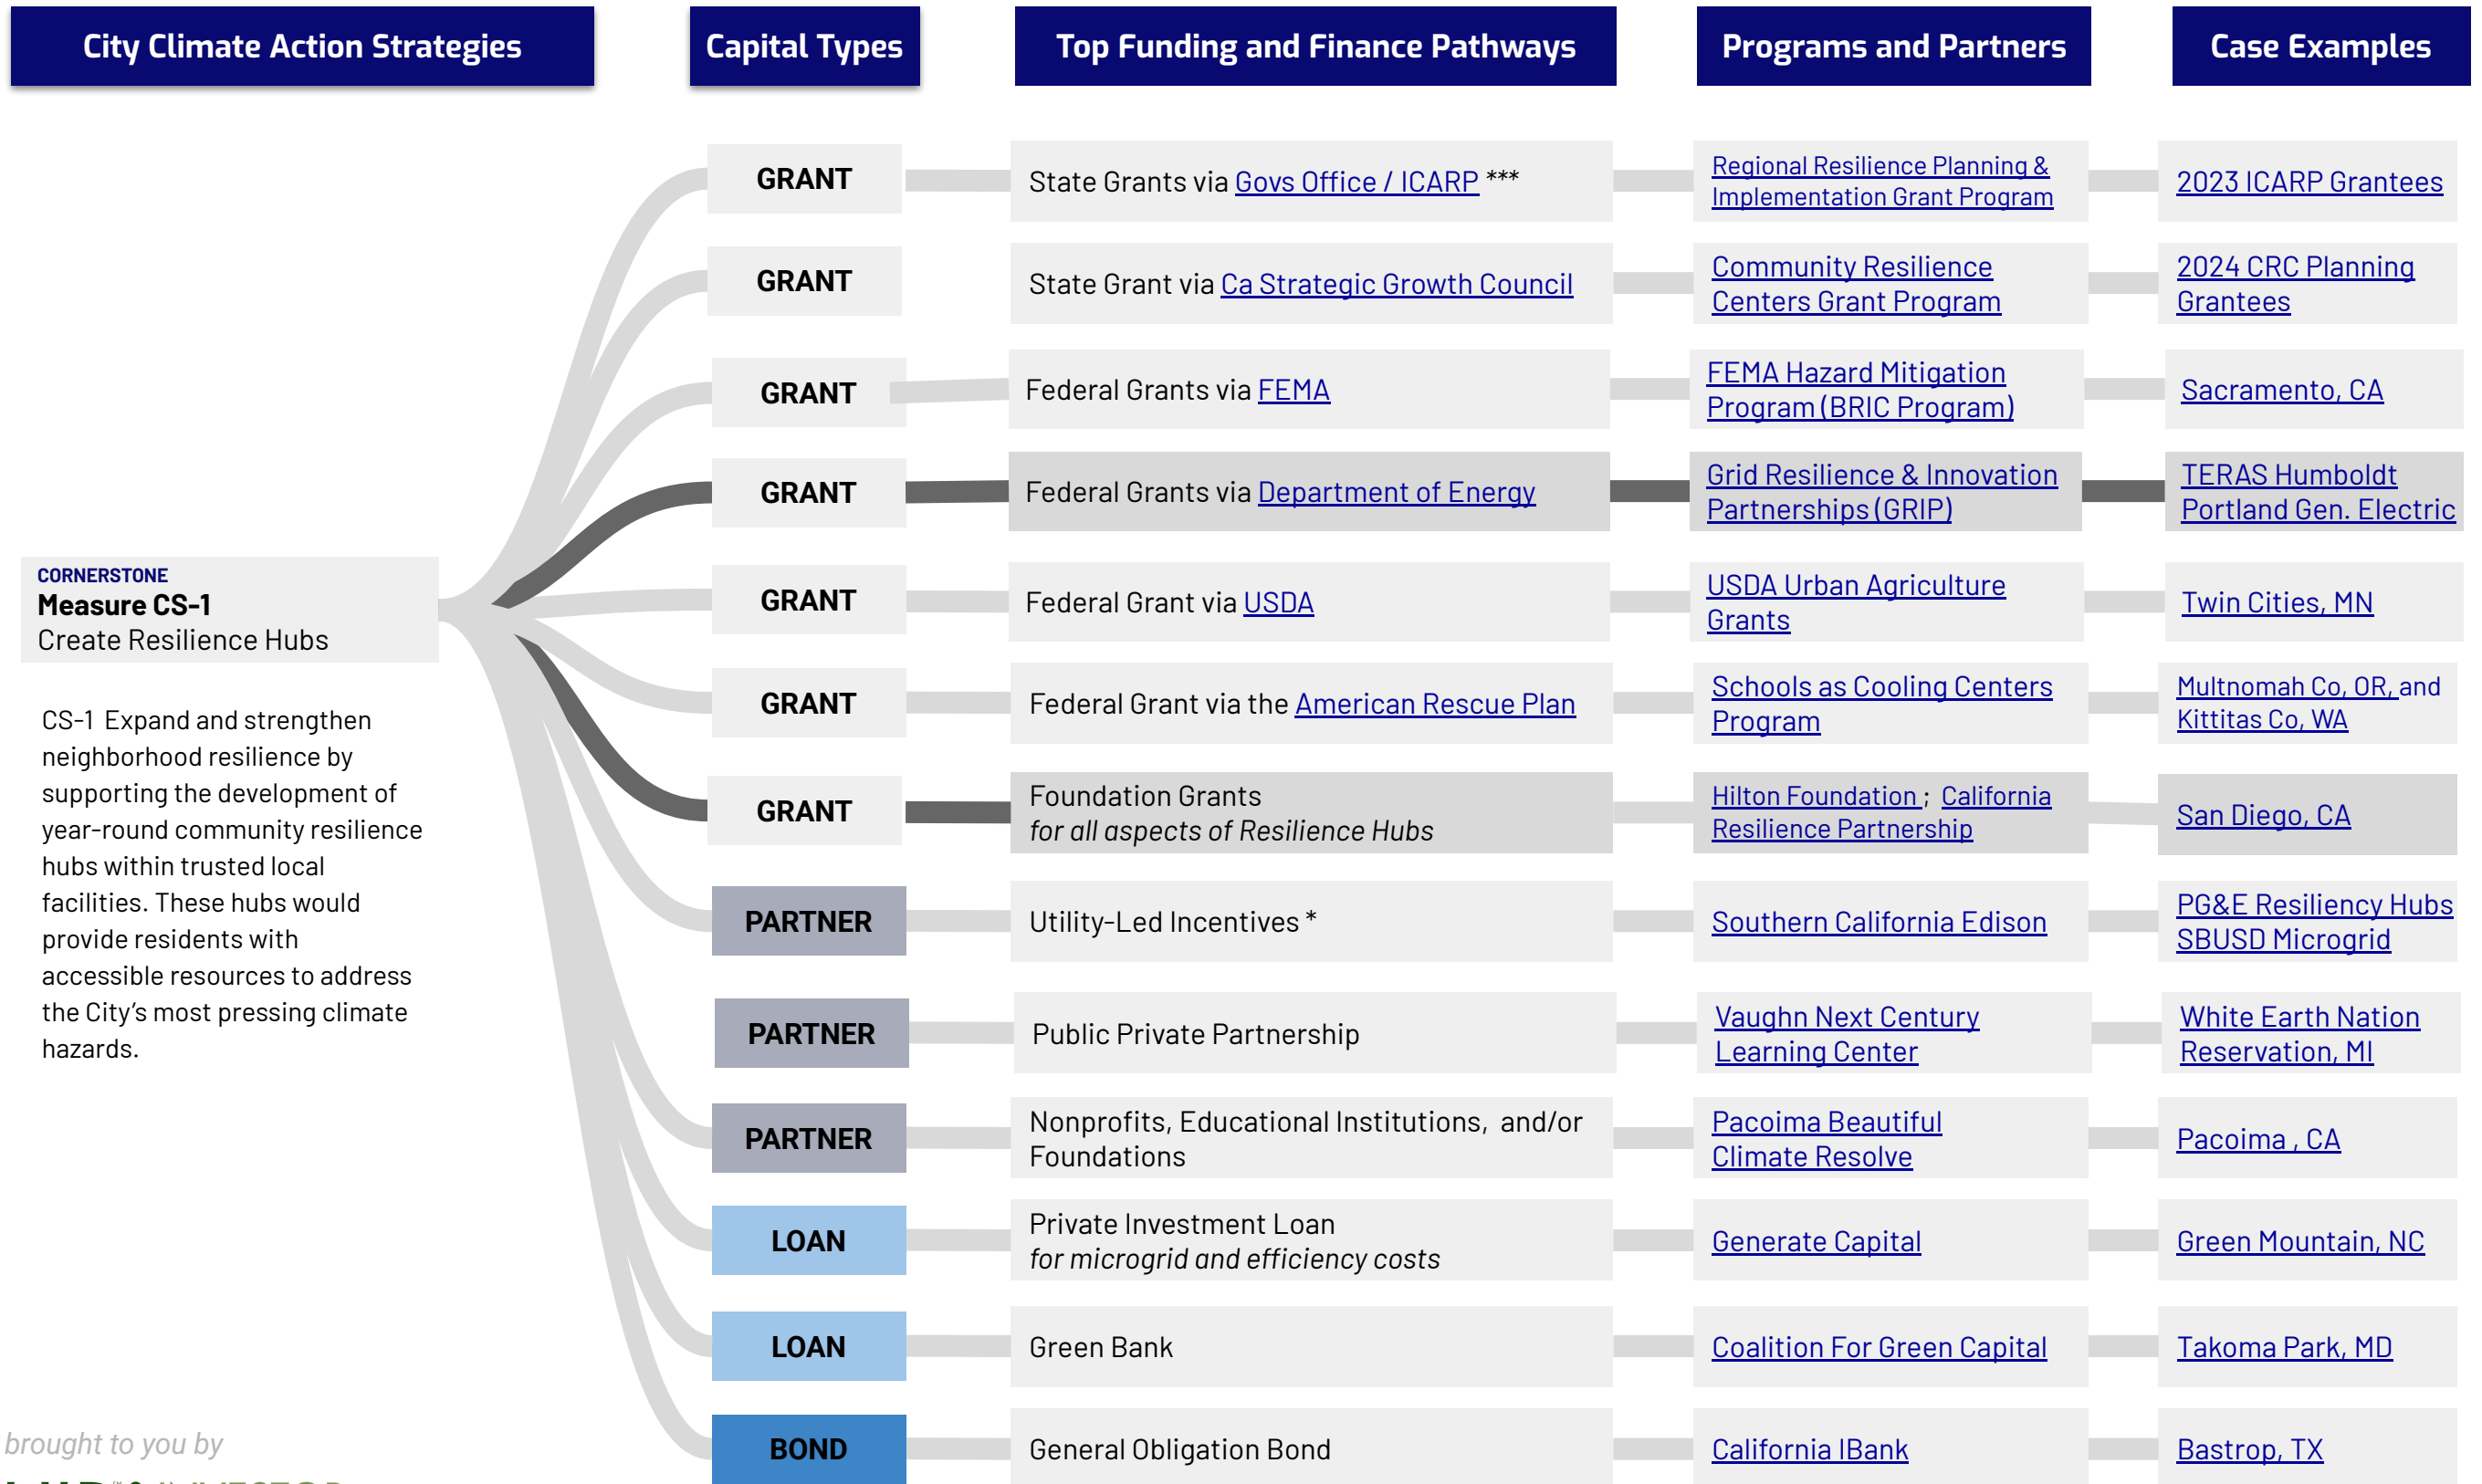 City Climate Action Strategies
Capital Types
Top Funding and Finance Pathways
Programs and Partners
Case Examples
CORNERSTONE
Measure CS-1
Create Resilience Hubs
CS-1 Expand and strengthen
neighborhood resilience by
supporting the development of
year-round community resilience
hubs within trusted local
facilities. These hubs would
provide residents with
accessible resources to address
the City's most pressing climate
hazards.
GRANT
State Grants via Govs Office / ICARP ***
Regional Resilience Planning &
Implementation Grant Program
2023 ICARP Grantees
GRANT
State Grant via Ca Strategic Growth Council
Community Resilience
Centers Grant Program
2024 CRC Planning
Grantees
GRANT
Federal Grants via FEMA
FEMA Hazard Mitigation
Program (BRIC Program)
Sacramento, CA
GRANT
Federal Grants via Department of Energy
Grid Resilience & Innovation
Partnerships (GRIP)
TERAS Humboldt
Portland Gen. Electric
GRANT
Federal Grant via USDA
USDA Urban Agriculture
Grants
Twin Cities, MN
GRANT
Federal Grant via the American Rescue Plan
Schools as Cooling Centers
Program
Multnomah Co, OR, and
Kittitas Co, WA
GRANT
Foundation Grants
for all aspects of Resilience Hubs
Hilton Foundation ; California
Resilience Partnership
San Diego, CA
PARTNER
Utility-Led Incentives *
Southern California Edison
PG&E Resiliency Hubs
SBUSD Microgrid
PARTNER
Public Private Partnership
Vaughn Next Century
Learning Center
White Earth Nation
Reservation, MI
PARTNER
Nonprofits, Educational Institutions, and/or
Foundations
Pacoima Beautiful
Climate Resolve
Pacoima , CA
LOAN
Private Investment Loan
for microgrid and efficiency costs
Generate Capital
Green Mountain, NC
LOAN
Green Bank
Coalition For Green Capital
Takoma Park, MD
BOND
General Obligation Bond
California IBank
Bastrop, TX
brought to you by